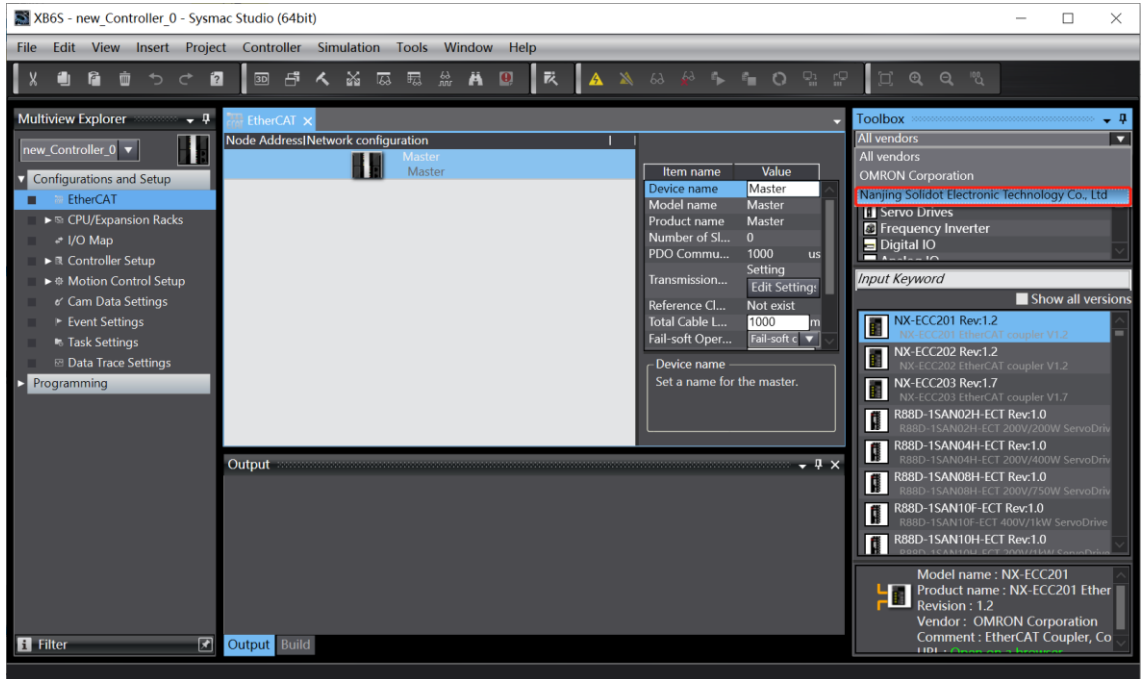 XB6S - new_Controller_0 - Sysmac Studio (64bit)
File Edit View Insert Project Controller Simulation Tools Window Help
Multiview Explorer
new_Controller_0
Configurations and Setup
EtherCAT
CPU/Expansion Racks
I/O Map
Controller Setup
Motion Control Setup
Cam Data Settings
Event Settings
Task Settings
Data Trace Settings
Programming
Filter
EtherCAT
Node Address Network configuration
Master
Master
Item name Value
Device name Master
Model name Master
Product name Master
Number of Sl... 0
PDO Commu... 1000 us
Transmission... Setting
Edit Setting
Reference Cl... Not exist
Total Cable L... 1000 m
Fail-soft Oper... Fail-soft c
Device name
Set a name for the master.
Output
Output Build
Toolbox
All vendors
All vendors
OMRON Corporation
Nanjing Solidot Electronic Technology Co., Ltd
Servo Drives
Frequency Inverter
Digital IO
Input Keyword
Show all versions
NX-ECC201 Rev:1.2
NX-ECC201 EtherCAT coupler V1.2
NX-ECC202 Rev:1.2
NX-ECC202 EtherCAT coupler V1.2
NX-ECC203 Rev:1.7
NX-ECC203 EtherCAT coupler V1.7
R88D-1SAN02H-ECT Rev:1.0
R88D-1SAN02H-ECT 200V/200W ServoDriv
R88D-1SAN04H-ECT Rev:1.0
R88D-1SAN04H-ECT 200V/400W ServoDriv
R88D-1SAN08H-ECT Rev:1.0
R88D-1SAN08H-ECT 200V/750W ServoDriv
R88D-1SAN10F-ECT Rev:1.0
R88D-1SAN10F-ECT 400V/1kW ServoDrive
R88D-1SAN10H-ECT Rev:1.0
Model name : NX-ECC201
Product name : NX-ECC201 Ether
Revision : 1.2
Vendor : OMRON Corporation
Comment : EtherCAT Coupler, Co